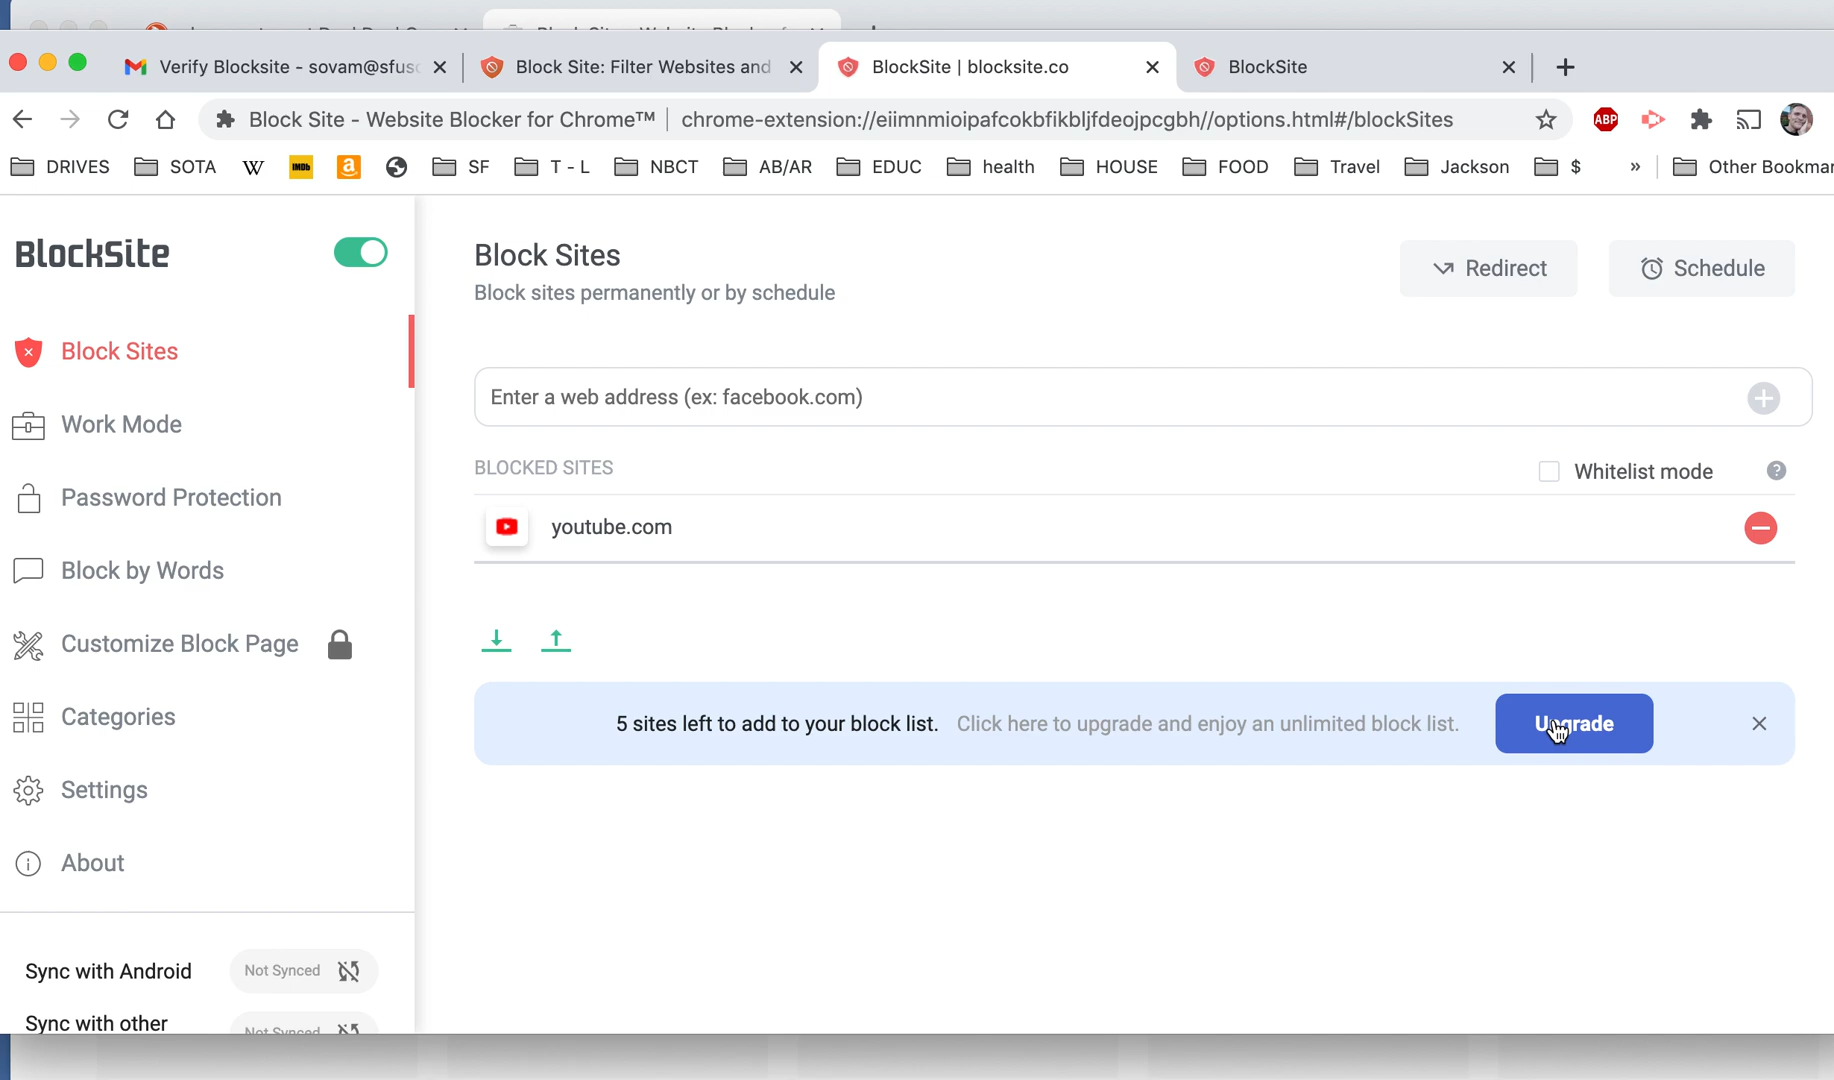 Verify Blocksite - sovam@sfusc
Block Site: Filter Websites and
BlockSite | blocksite.co
BlockSite
Block Site - Website Blocker for Chrome™
chrome-extension://eiimnmioipafcokbfikbljfdeojpcgbh//options.html#/blockSites
ABP
DRIVES
SOTA
W
IMDb
a
SF
T - L
NBCT
AB/AR
EDUC
health
HOUSE
FOOD
Travel
Jackson
$
»
Other Bookmar
BlockSite
Block Sites
Work Mode
Password Protection
Block by Words
Customize Block Page
Categories
Settings
About
Sync with Android
Not Synced
Sync with other
Not Synced
Block Sites
Block sites permanently or by schedule
Redirect
Schedule
Enter a web address (ex: facebook.com)
BLOCKED SITES
Whitelist mode
?
youtube.com
5 sites left to add to your block list.
Click here to upgrade and enjoy an unlimited block list.
Upgrade